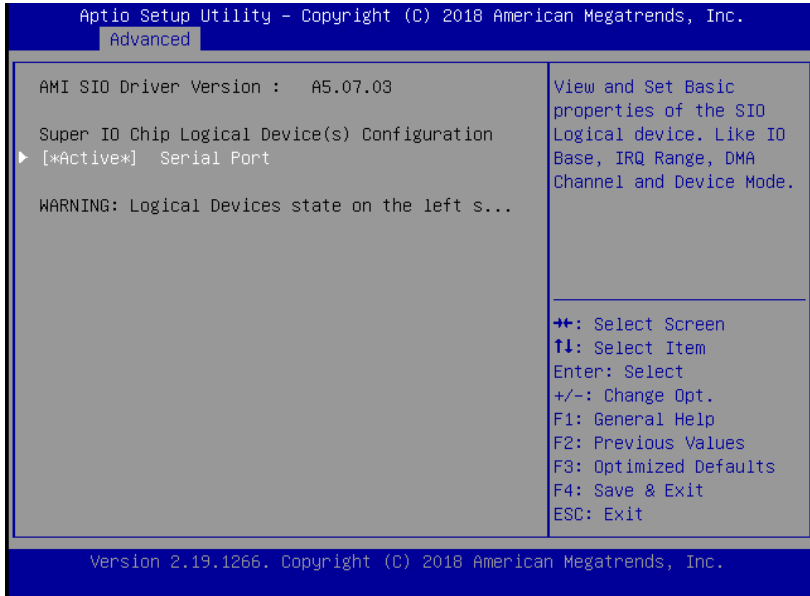 Aptio Setup Utility – Copyright (C) 2018 American Megatrends, Inc.
Advanced
AMI SIO Driver Version :   A5.07.03
Super IO Chip Logical Device(s) Configuration
[*Active*]   Serial Port
WARNING: Logical Devices state on the left s...
View and Set Basic
properties of the SIO
Logical device. Like IO
Base, IRQ Range, DMA
Channel and Device Mode.
→←: Select Screen
↑↓: Select Item
Enter: Select
+/-: Change Opt.
F1: General Help
F2: Previous Values
F3: Optimized Defaults
F4: Save & Exit
ESC: Exit
Version 2.19.1266. Copyright (C) 2018 American Megatrends, Inc.